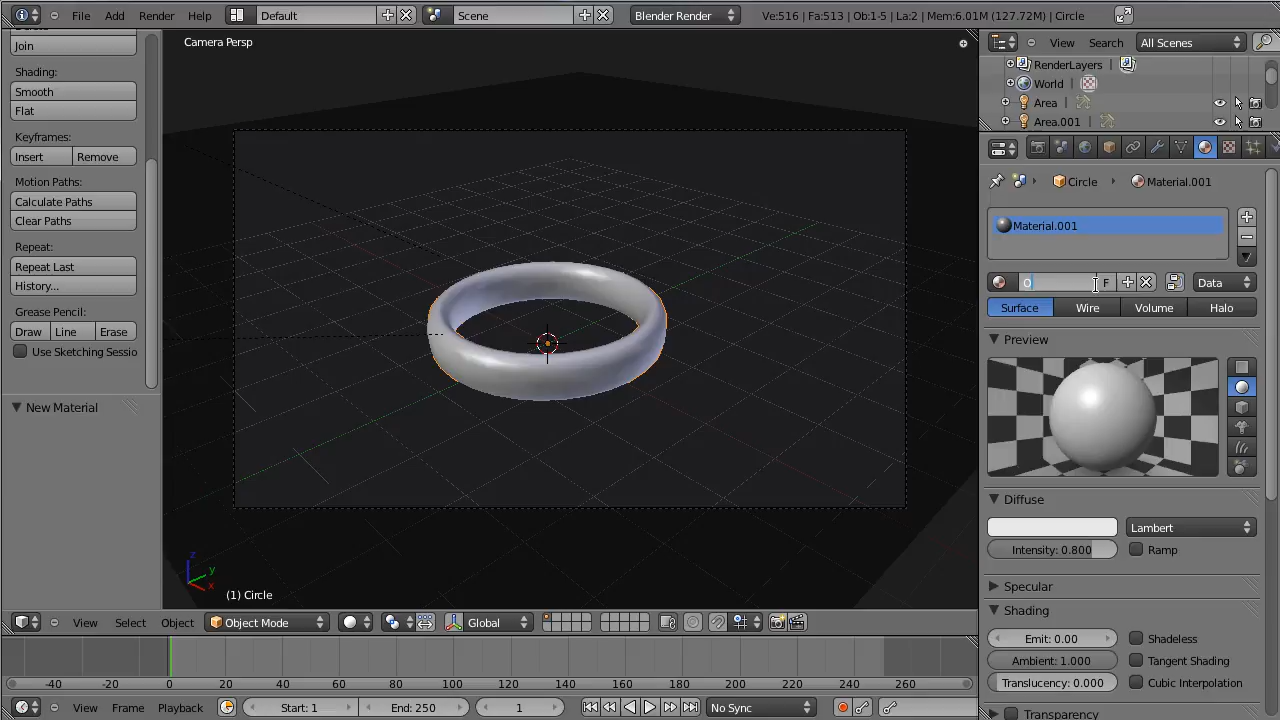 File Add Render Help Default Scene Blender Render Ve:516 | Fa:513 | Ob:1-5 | La:2 | Mem:6.01M (127.72M) | Circle
Join
Shading:
Smooth
Flat
Keyframes:
Insert Remove
Motion Paths:
Calculate Paths
Clear Paths
Repeat:
Repeat Last
History...
Grease Pencil:
Draw Line Erase
Use Sketching Sessio
New Material
Camera Persp
z
y
x
(1) Circle
View Select Object Object Mode Global
-40 -20 0 20 40 60 80 100 120 140 160 180 200 220 240 260
View Frame Playback Start: 1 End: 250 1 No Sync
View Search All Scenes
RenderLayers
World
Area
Area.001
Circle Material.001
Material.001
O F Data
Surface Wire Volume Halo
Preview
Diffuse
Lambert
Intensity: 0.800 Ramp
Specular
Shading
Emit: 0.00 Shadeless
Ambient: 1.000 Tangent Shading
Translucency: 0.000 Cubic Interpolation
Transparency